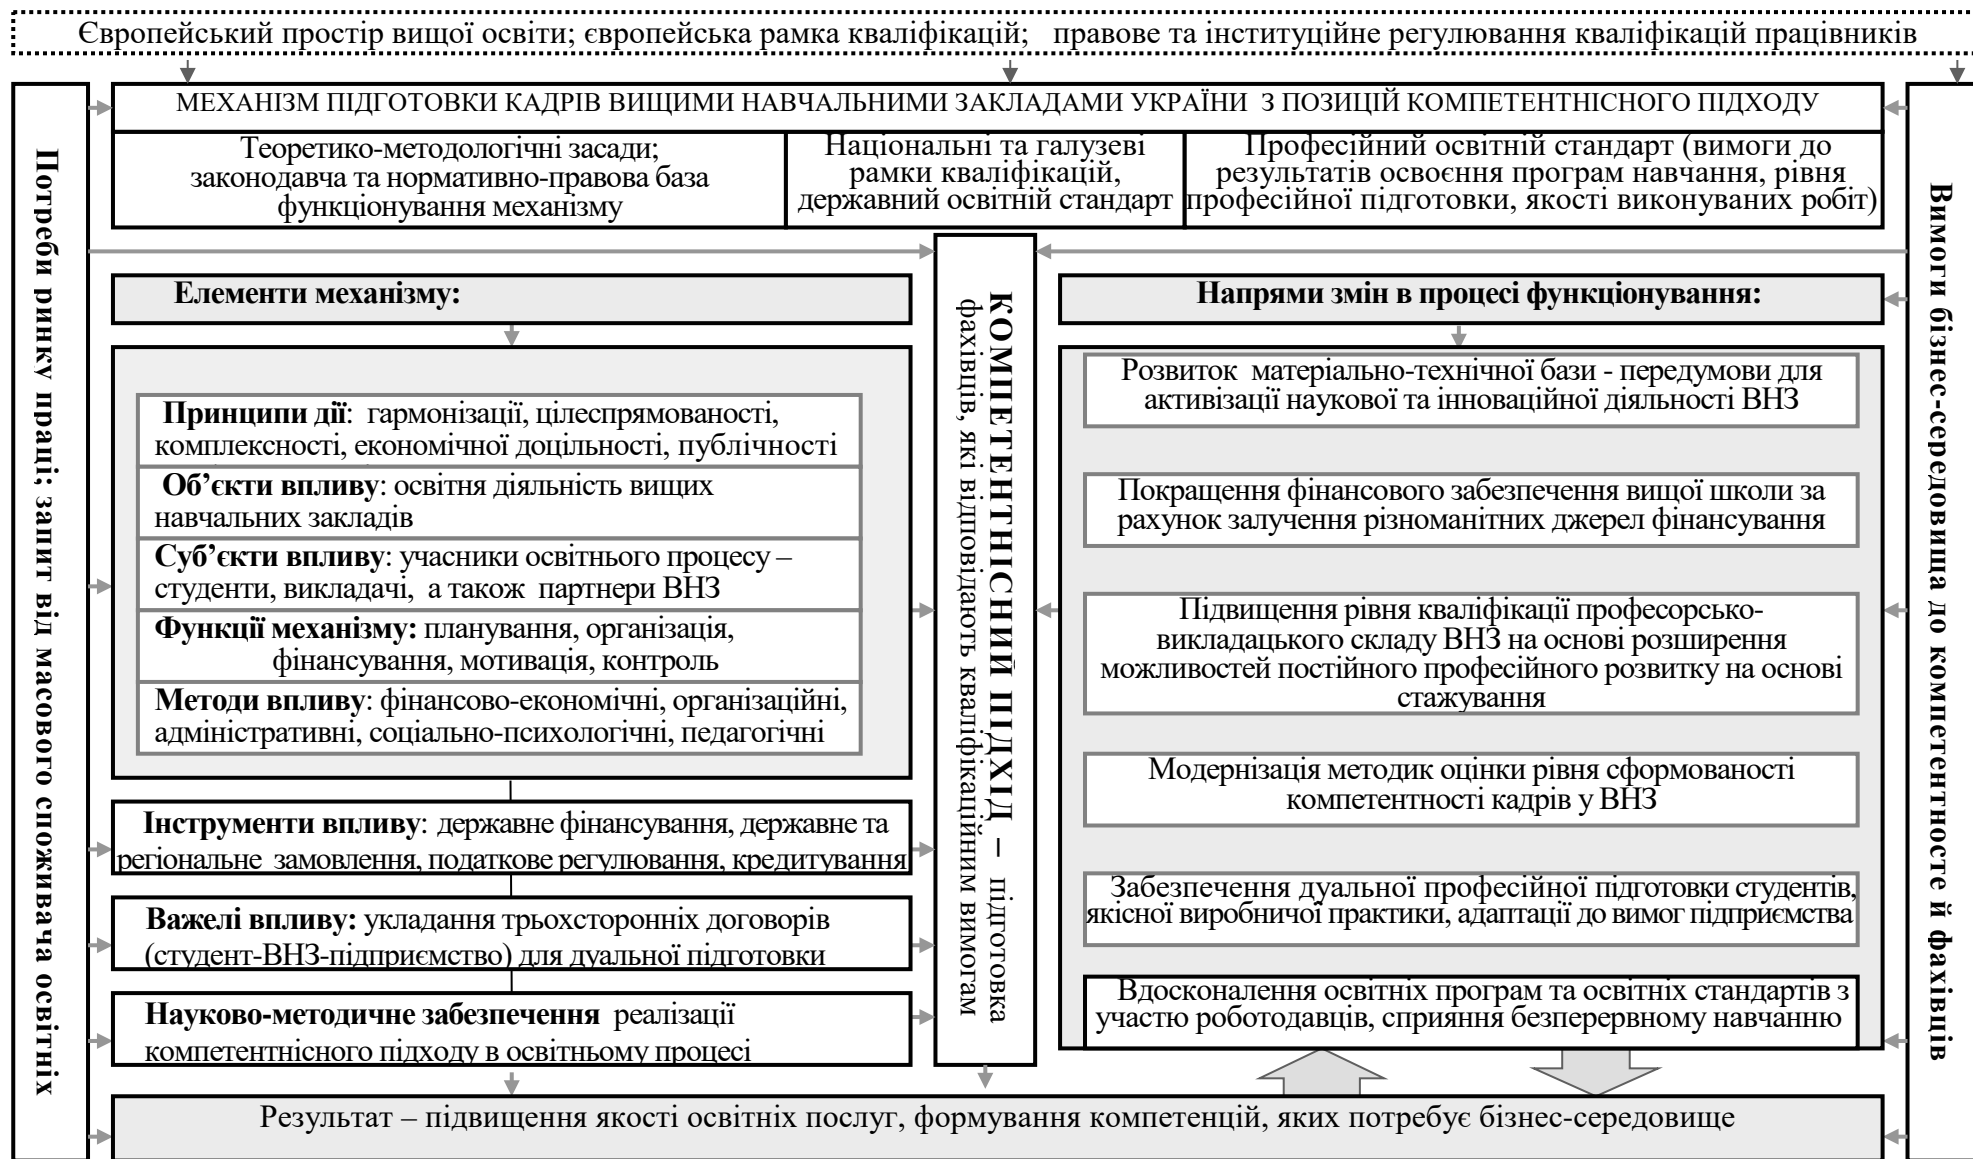 Європейський простір вищої освіти; європейська рамка кваліфікацій; правове та інституційне регулювання кваліфікацій працівників
МЕХАНІЗМ ПІДГОТОВКИ КАДРІВ ВИЩИМИ НАВЧАЛЬНИМИ ЗАКЛАДАМИ УКРАЇНИ З ПОЗИЦІЙ КОМПЕТЕНТНІСНОГО ПІДХОДУ
Теоретико-методологічні засади;
законодавча та нормативно-правова база
функціонування механізму
Національні та галузеві
рамки кваліфікацій,
державний освітній стандарт
Професійний освітній стандарт (вимоги до
результатів освоєння програм навчання, рівня
професійної підготовки, якості виконуваних робіт)
Потреби ринку праці; запит від масового споживача освітніх
Елементи механізму:
Принципи дії: гармонізації, цілеспрямованості,
комплексності, економічної доцільності, публічності
Об’єкти впливу: освітня діяльність вищих
навчальних закладів
Суб’єкти впливу: учасники освітнього процесу –
студенти, викладачі, а також партнери ВНЗ
Функції механізму: планування, організація,
фінансування, мотивація, контроль
Методи впливу: фінансово-економічні, організаційні,
адміністративні, соціально-психологічні, педагогічні
Інструменти впливу: державне фінансування, державне та
регіональне замовлення, податкове регулювання, кредитування
Важелі впливу: укладання трьохсторонніх договорів
(студент-ВНЗ-підприємство) для дуальної підготовки
Науково-методичне забезпечення реалізації
компетентнісного підходу в освітньому процесі
КОМПЕТЕНТНІСНИЙ ПІДХІД – підготовка
фахівців, які відповідають кваліфікаційним вимогам
Напрями змін в процесі функціонування:
Розвиток матеріально-технічної бази - передумови для
активізації наукової та інноваційної діяльності ВНЗ
Покращення фінансового забезпечення вищої школи за
рахунок залучення різноманітних джерел фінансування
Підвищення рівня кваліфікації професорсько-
викладацького складу ВНЗ на основі розширення
можливостей постійного професійного розвитку на основі
стажування
Модернізація методик оцінки рівня сформованості
компетентності кадрів у ВНЗ
Забезпечення дуальної професійної підготовки студентів,
якісної виробничої практики, адаптації до вимог підприємства
Вдосконалення освітніх програм та освітніх стандартів з
участю роботодавців, сприяння безперервному навчанню
Вимоги бізнес-середовища до компетентносте й фахівців
Результат – підвищення якості освітніх послуг, формування компетенцій, яких потребує бізнес-середовище